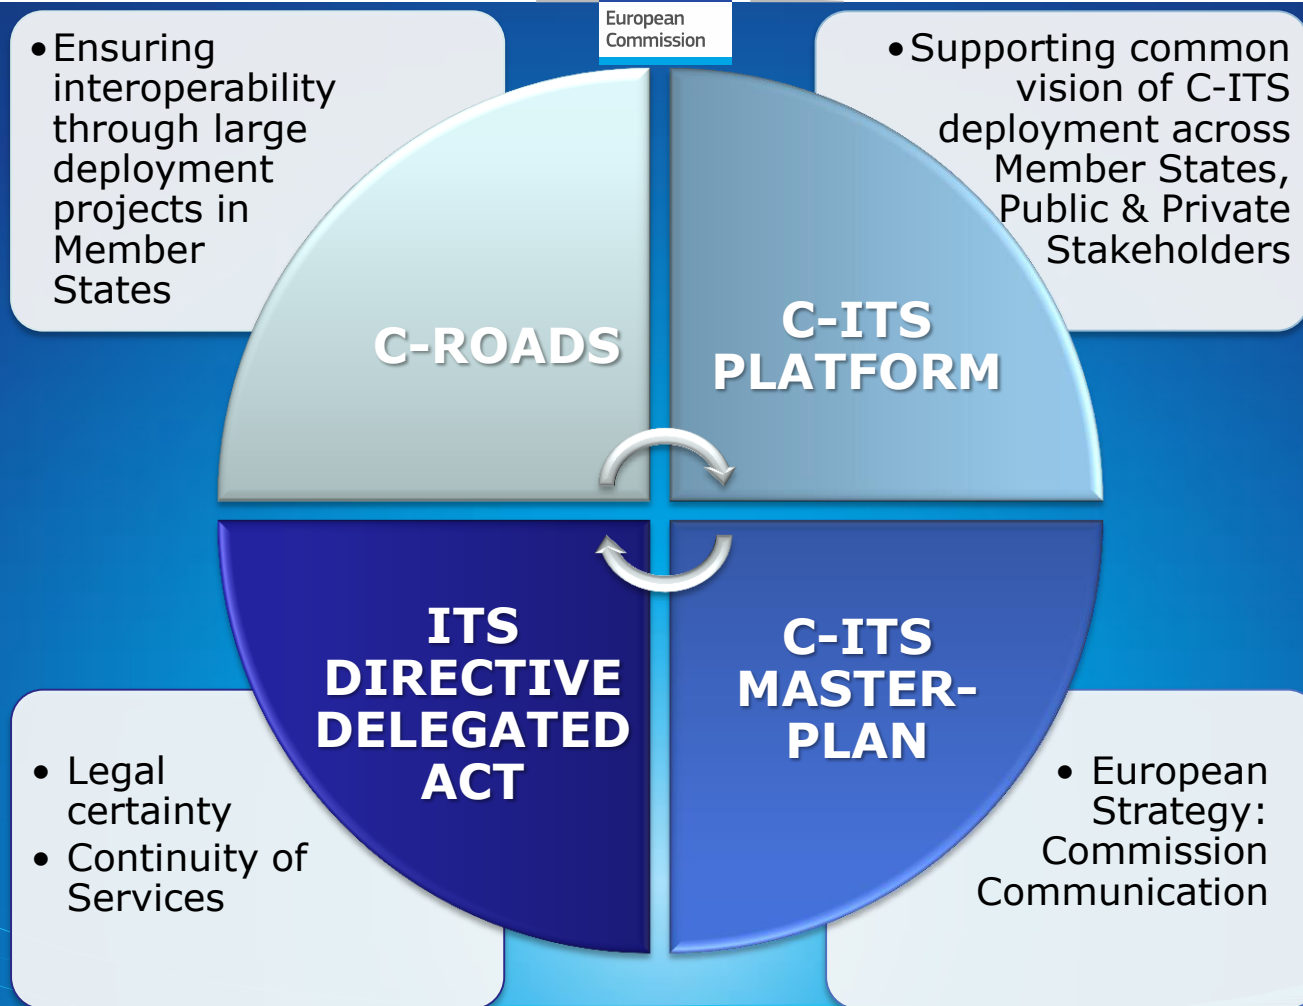 European
Commission
• Ensuring
interoperability
through large
deployment
projects in
Member
States
• Supporting common
vision of C-ITS
deployment across
Member States,
Public & Private
Stakeholders
C-ROADS
C-ITS
PLATFORM
ITS
DIRECTIVE
DELEGATED
ACT
C-ITS
MASTER-
PLAN
• Legal
certainty
• Continuity of
Services
• European
Strategy:
Commission
Communication